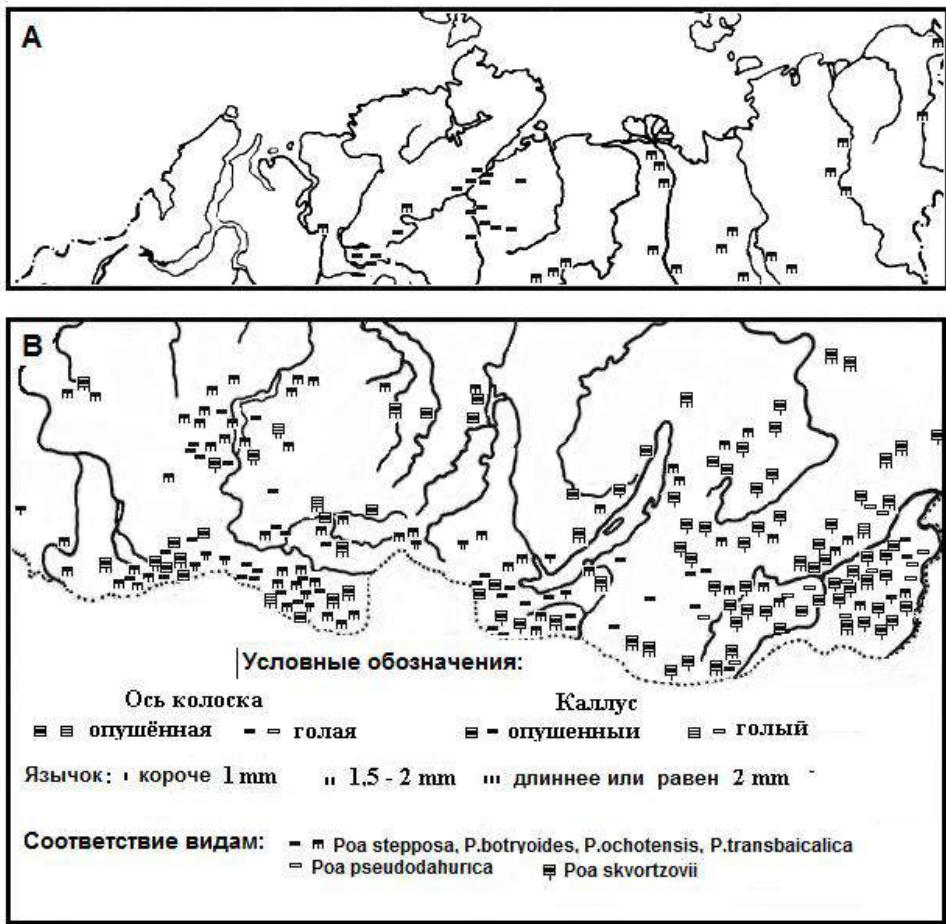 A
B
Условные обозначения:
Ось колоска Каллус
опушённая голая опушенный голый
Язычок: короче 1 mm 1,5 - 2 mm длиннее или равен 2 mm
Соответствие видам: Poa stepposa, P.botryoides, P.ochotensis, P.transbaicalica
Poa pseudodahurica Poa skvortzovii